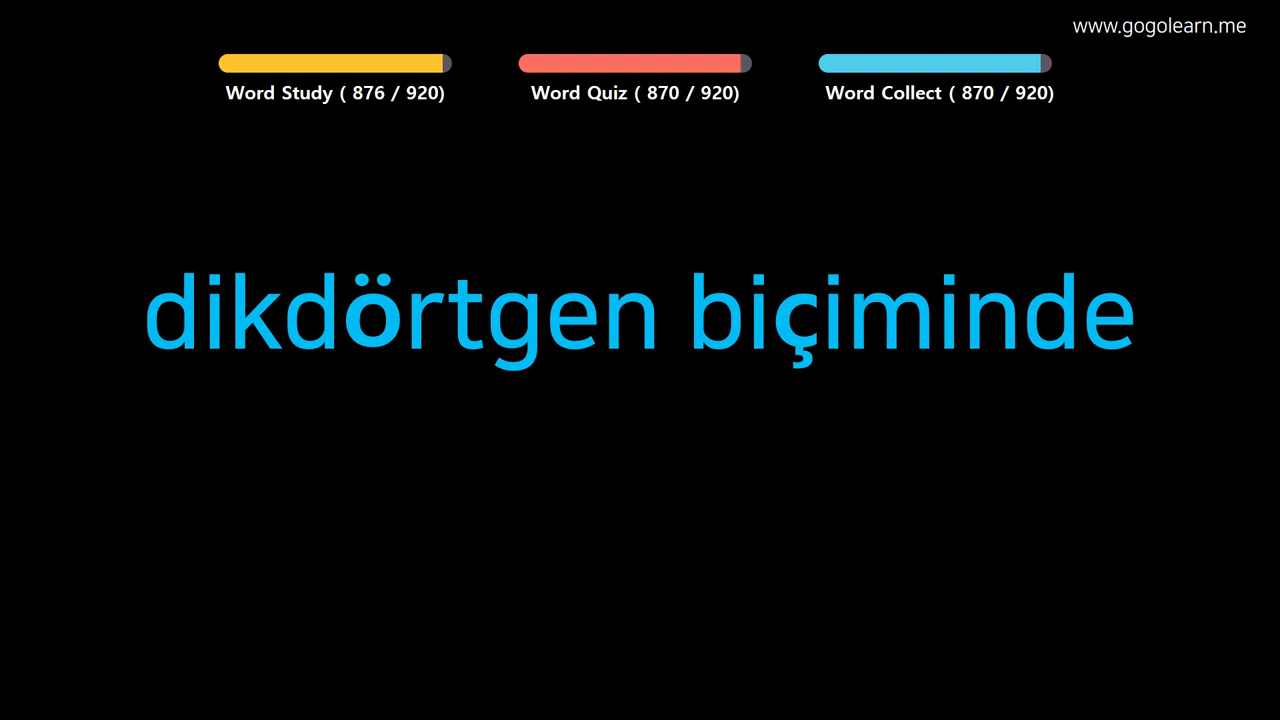 www.gogolearn.me
Word Study ( 876 / 920)
Word Quiz ( 870 / 920)
Word Collect ( 870 / 920)
dikdörtgen biçiminde